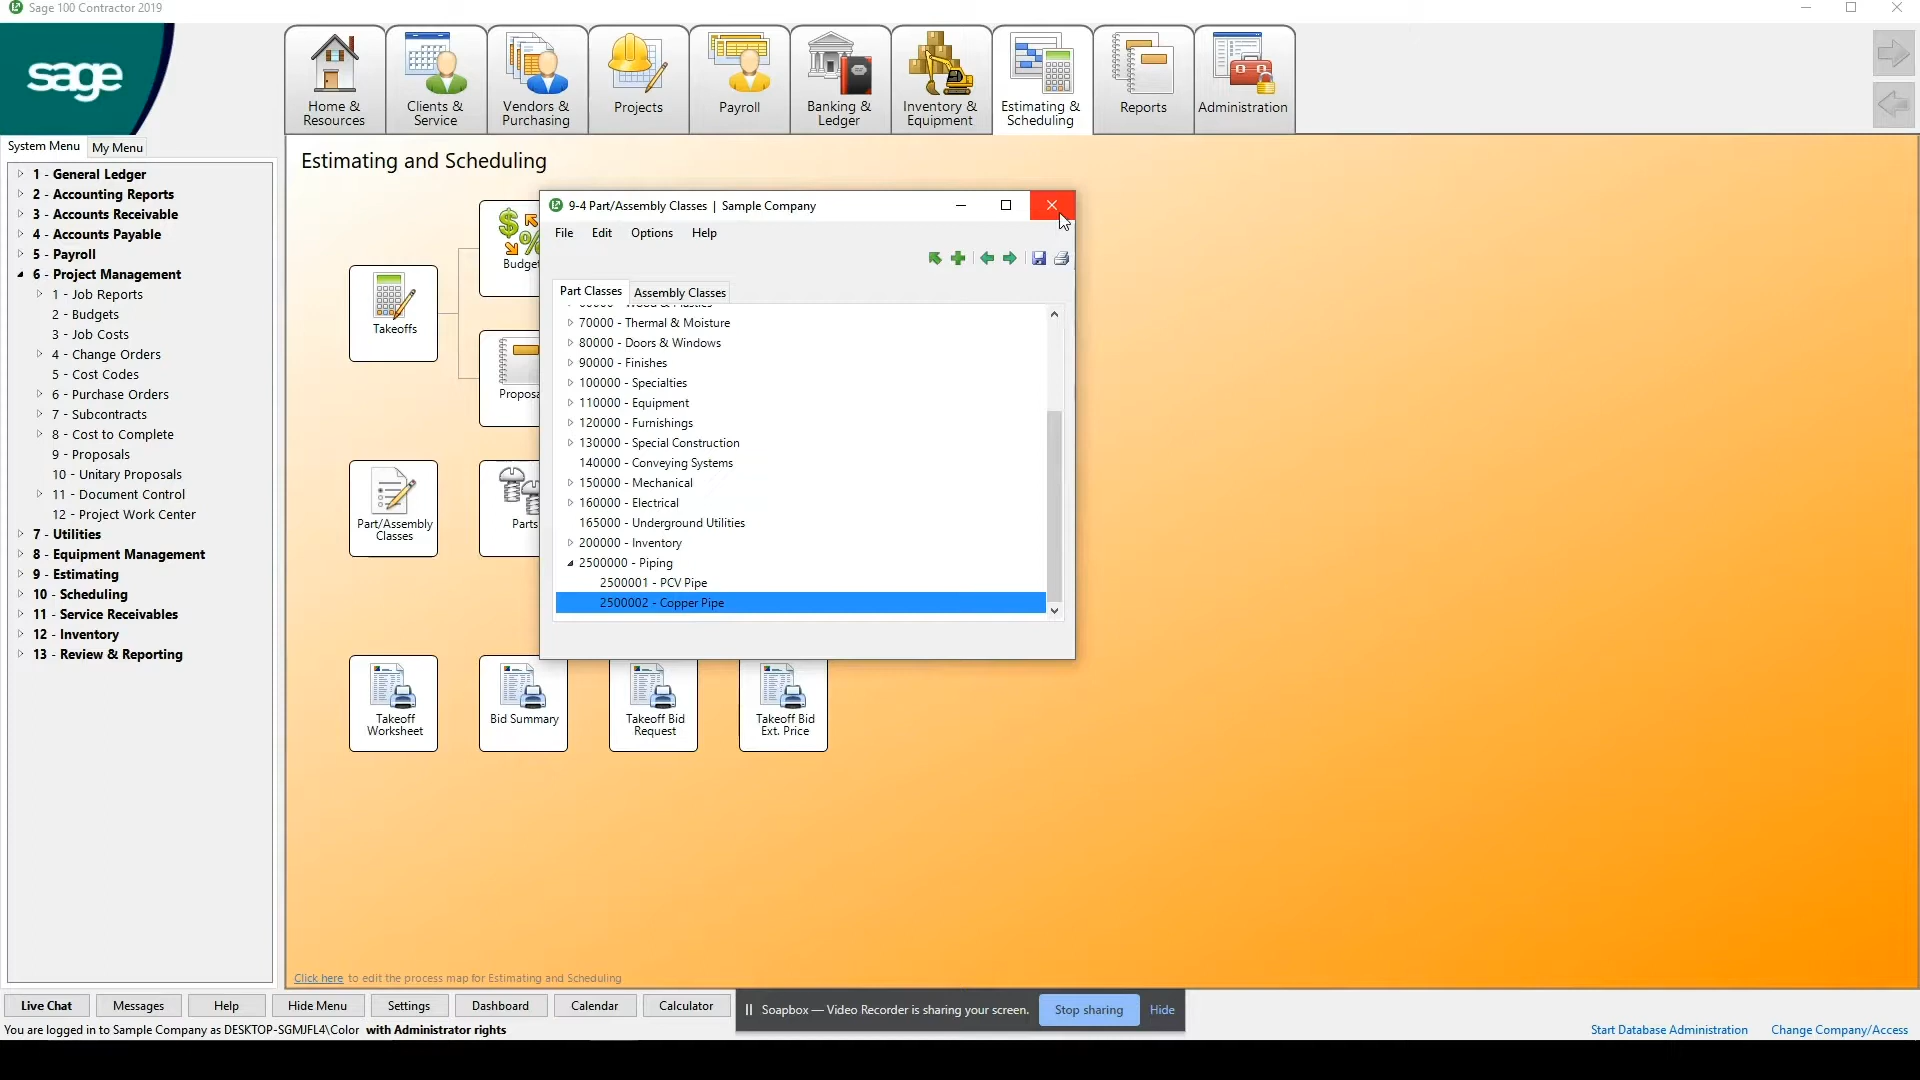 Sage 100 Contractor 2019
sage
Home &
Resources
Clients &
Service
Vendors &
Purchasing
Projects
Payroll
Banking &
Ledger
Inventory &
Equipment
Estimating &
Scheduling
Reports
Administration
System Menu
My Menu
1 - General Ledger
2 - Accounting Reports
3 - Accounts Receivable
4 - Accounts Payable
5 - Payroll
6 - Project Management
1 - Job Reports
2 - Budgets
3 - Job Costs
4 - Change Orders
5 - Cost Codes
6 - Purchase Orders
7 - Subcontracts
8 - Cost to Complete
9 - Proposals
10 - Unitary Proposals
11 - Document Control
12 - Project Work Center
7 - Utilities
8 - Equipment Management
9 - Estimating
10 - Scheduling
11 - Service Receivables
12 - Inventory
13 - Review & Reporting
Estimating and Scheduling
Takeoffs
Budge
Propos
Part/Assembly
Classes
Parts
Takeoff
Worksheet
Bid Summary
Takeoff Bid
Request
Takeoff Bid
Ext. Price
9-4 Part/Assembly Classes | Sample Company
File Edit Options Help
Part Classes
Assembly Classes
70000 - Thermal & Moisture
80000 - Doors & Windows
90000 - Finishes
100000 - Specialties
110000 - Equipment
120000 - Furnishings
130000 - Special Construction
140000 - Conveying Systems
150000 - Mechanical
160000 - Electrical
165000 - Underground Utilities
200000 - Inventory
2500000 - Piping
2500001 - PCV Pipe
2500002 - Copper Pipe
Click here to edit the process map for Estimating and Scheduling
Live Chat
Messages
Help
Hide Menu
Settings
Dashboard
Calendar
Calculator
Soapbox — Video Recorder is sharing your screen.
Stop sharing
Hide
You are logged in to Sample Company as DESKTOP-SGMJFL4\Color with Administrator rights
Start Database Administration
Change Company/Access